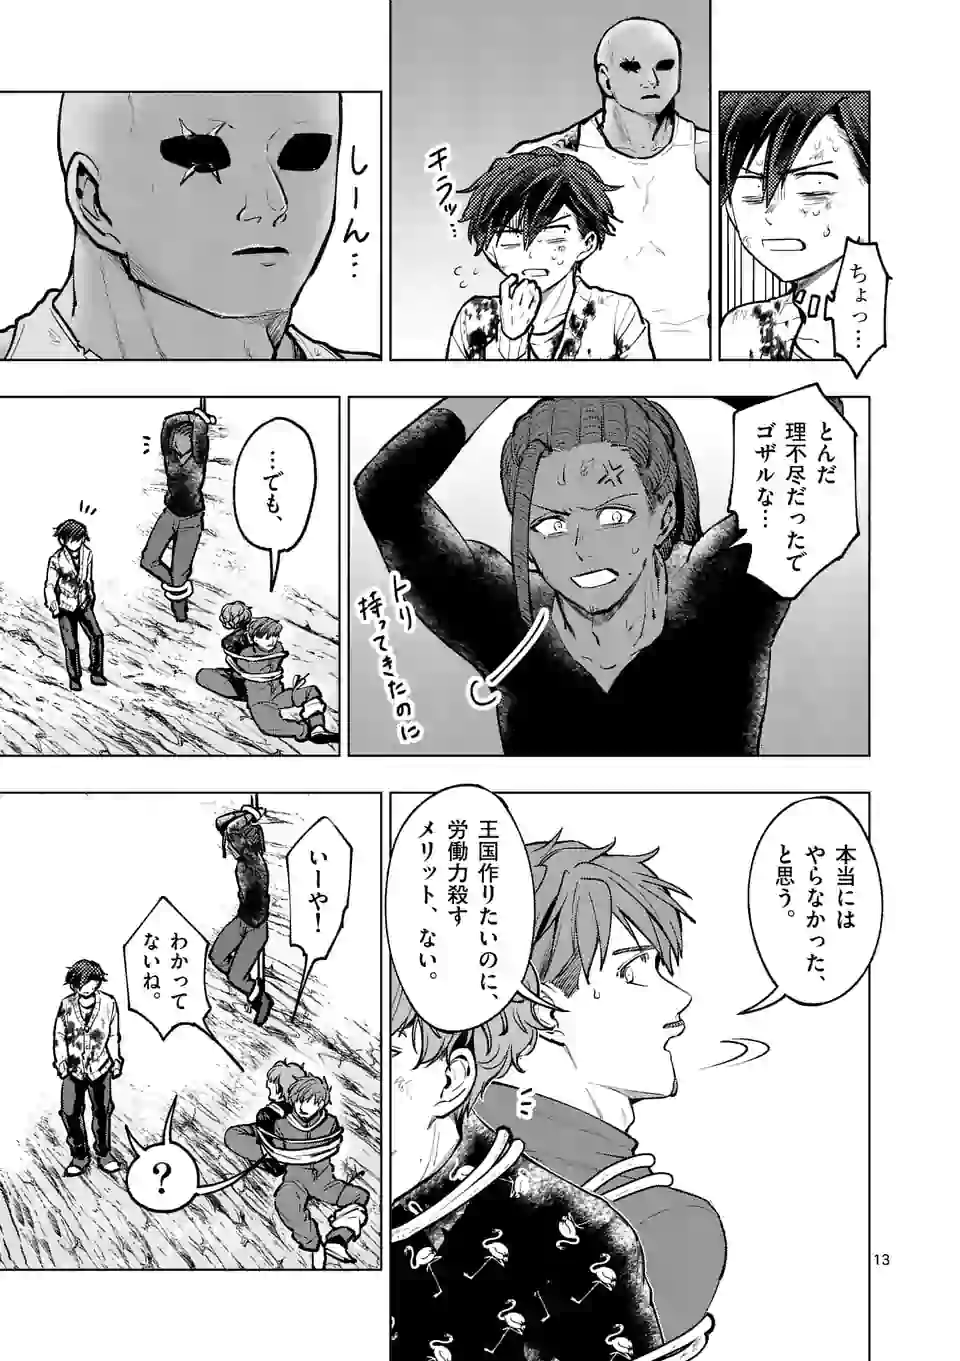 ちょっ…
チラッ…
しーん…
とんだ
理不尽だったで
ゴザルな…
トリ
持ってきたのに
…でも、
本当には
やらなかった、
と思う。
王国作りたいのに、
労働力殺す
メリット、ない。
いーや!
わかって
ないね。
?
13